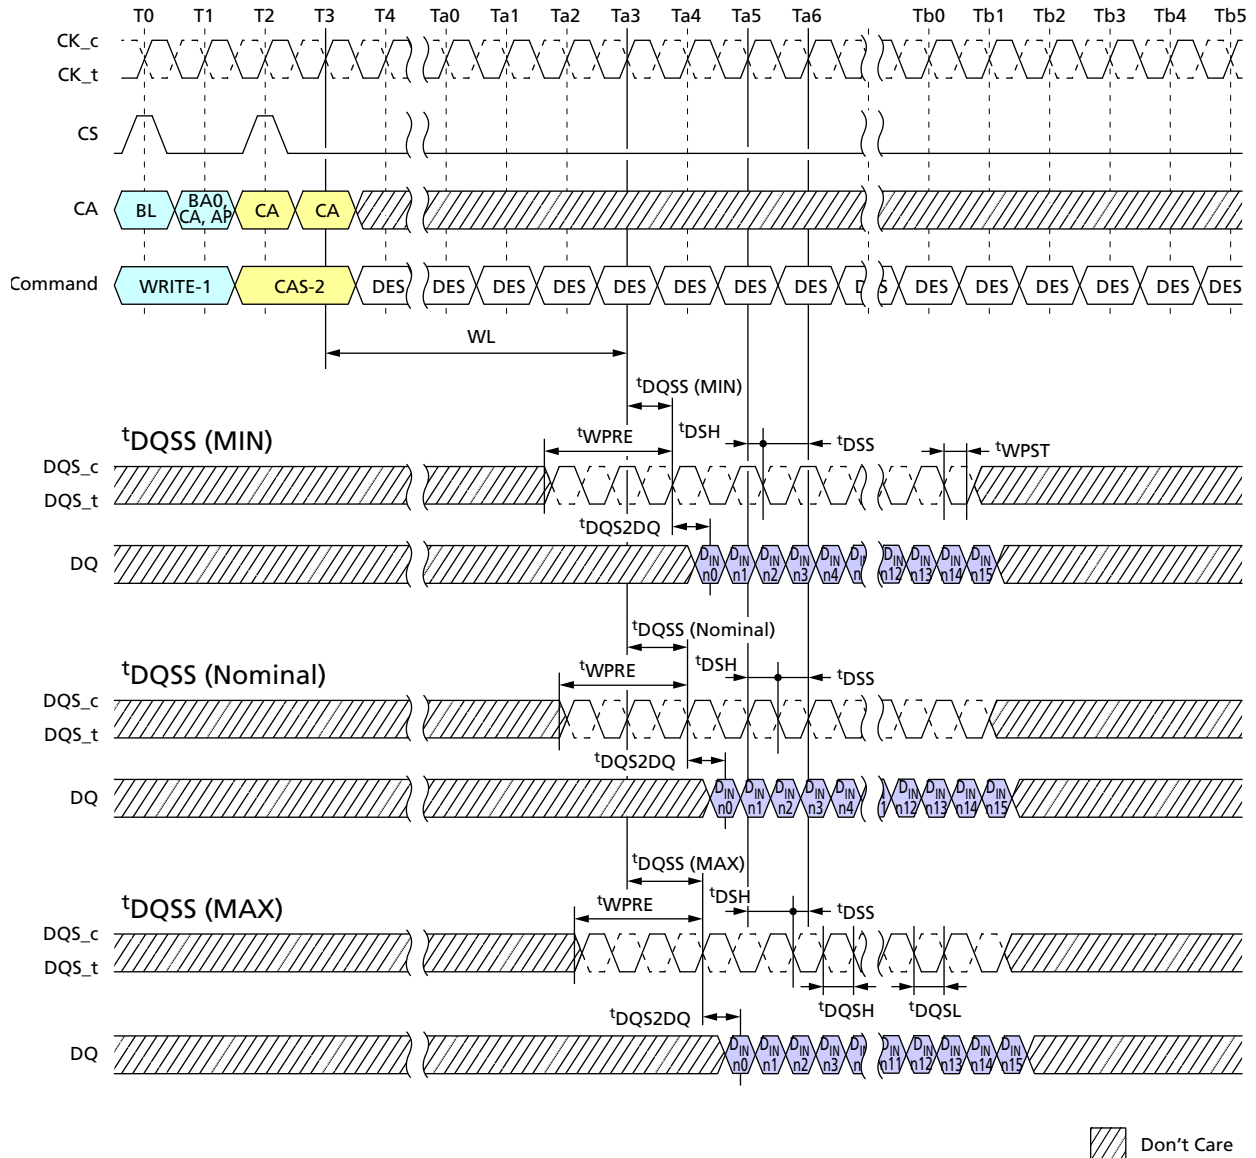 T0 T1 T2 T3 T4 Ta0 Ta1 Ta2 Ta3 Ta4 Ta5 Ta6 Tb0 Tb1 Tb2 Tb3 Tb4 Tb5
CK_c
CK_t
CS
CA BL BA0, CA, AP CA CA
Command WRITE-1 CAS-2 DES DES DES DES DES DES DES DES DES DES DES DES DES DES DES
WL
tDQSS (MIN)
tDQSS (MIN) tWPRE tDSH tDSS tWPST
DQS_c
DQS_t
tDQS2DQ
DQ DIN n0 DIN n1 DIN n2 DIN n3 DIN n4 DIN n12 DIN n13 DIN n14 DIN n15
tDQSS (Nominal)
tDQSS (Nominal) tWPRE tDSH tDSS
DQS_c
DQS_t
tDQS2DQ
DQ DIN n0 DIN n1 DIN n2 DIN n3 DIN n4 DIN n12 DIN n13 DIN n14 DIN n15
tDQSS (MAX)
tDQSS (MAX) tWPRE tDSH tDSS
DQS_c
DQS_t
tDQSH tDQSL
tDQS2DQ
DQ DIN n0 DIN n1 DIN n2 DIN n3 DIN n11 DIN n12 DIN n13 DIN n14 DIN n15
Don't Care